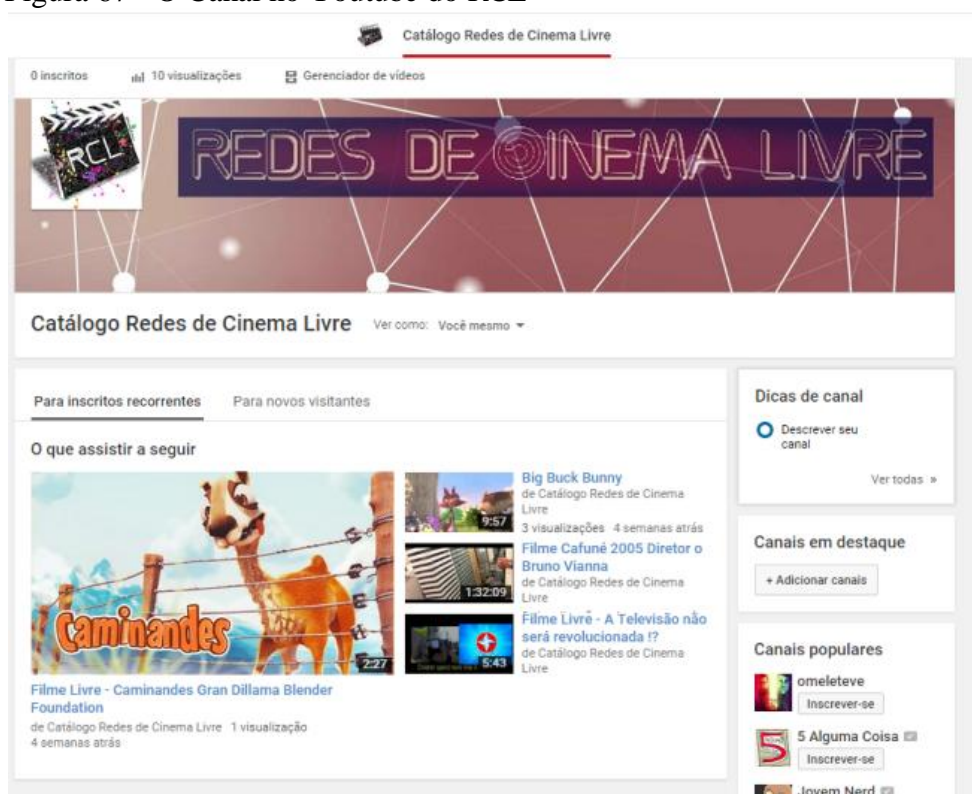 Catálogo Redes de Cinema Livre
0 inscritos 10 visualizações Gerenciador de vídeos
RCL
REDES DE CINEMA LIVRE
Catálogo Redes de Cinema Livre Ver como: Você mesmo
Para inscritos recorrentes Para novos visitantes
O que assistir a seguir
Caminandes
2:27
Filme Livre - Caminandes Gran Dillama Blender
Foundation
de Catálogo Redes de Cinema Livre 1 visualização
4 semanas atrás
9:57
Big Buck Bunny
de Catálogo Redes de Cinema
Livre
3 visualizações 4 semanas atrás
1:32:09
Filme Cafuné 2005 Diretor o
Bruno Vianna
de Catálogo Redes de Cinema
Livre
5:43
Filme Livre - A Televisão não
será revolucionada !?
de Catálogo Redes de Cinema
Livre
Dicas de canal
Descrever seu
canal
Ver todas »
Canais em destaque
+ Adicionar canais
Canais populares
omeleteve
Inscrever-se
5 Alguma Coisa
Inscrever-se
Jovem Nerd